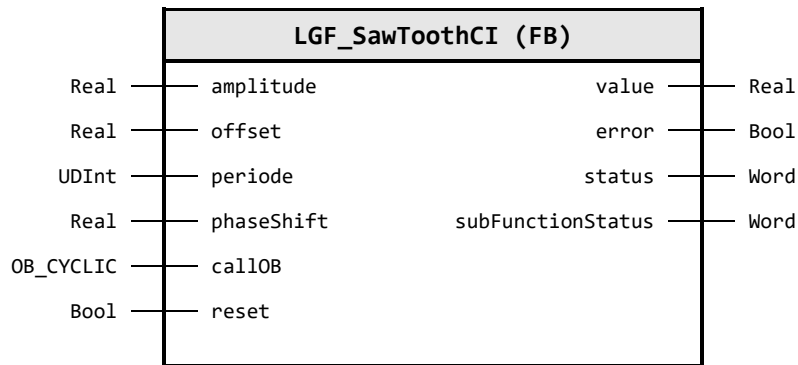 LGF_SawToothCI (FB)
Real amplitude value Real
Real offset error Bool
UDInt periode status Word
Real phaseShift subFunctionStatus Word
OB_CYCLIC callOB
Bool reset